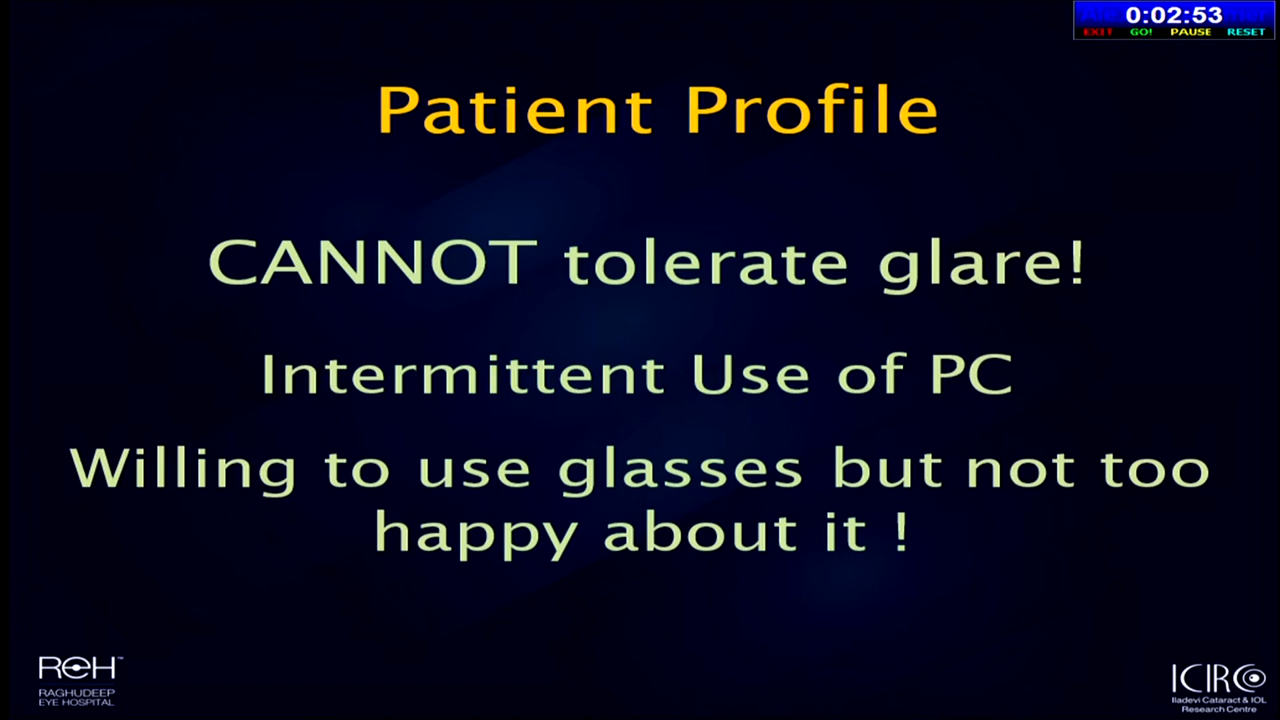 0:02:53
EXIT GO! PAUSE RESET
Patient Profile
CANNOT tolerate glare!
Intermittent Use of PC
Willing to use glasses but not too
happy about it !
ReH™
RAGHUDEEP
EYE HOSPITAL
ICIRC
Iladevi Cataract & IOL
Research Centre